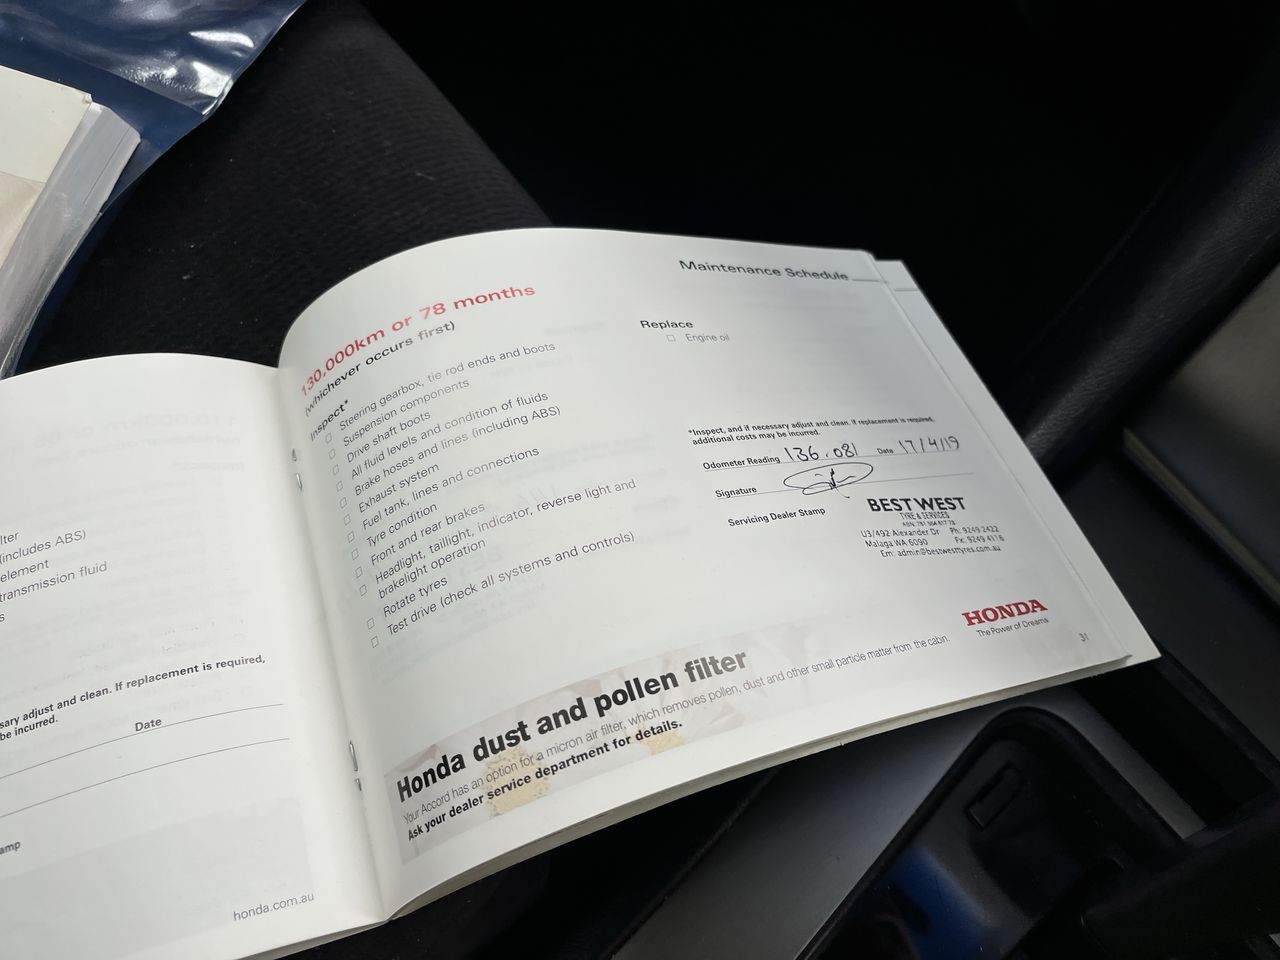 lter
(includes ABS)
element
transmission fluid
s
sary adjust and clean. If replacement is required,
be incurred.
Date
amp
honda.com.au
Maintenance Schedule
130,000km or 78 months
(whichever occurs first)
Inspect*
Steering gearbox, tie rod ends and boots
Suspension components
Drive shaft boots
All fluid levels and condition of fluids
Brake hoses and lines (including ABS)
Exhaust system
Fuel tank, lines and connections
Tyre condition
Front and rear brakes
Headlight, taillight, indicator, reverse light and
brakelight operation
Rotate tyres
Test drive (check all systems and controls)
Replace
Engine oil
*Inspect, and if necessary adjust and clean. If replacement is required,
additional costs may be incurred.
Odometer Reading 136,081 Date 17/4/19
Signature
Servicing Dealer Stamp
BEST WEST
TYRE & SERVICES
U3/492 Alexander Dr Ph: 9249 2422
Malaga WA 6090 Fx: 9249 4116
Em: admin@bestwesttyres.com.au
HONDA
The Power of Dreams
31
Honda dust and pollen filter
Your Accord has an option for a micron air filter, which removes pollen, dust and other small particle matter from the cabin.
Ask your dealer service department for details.